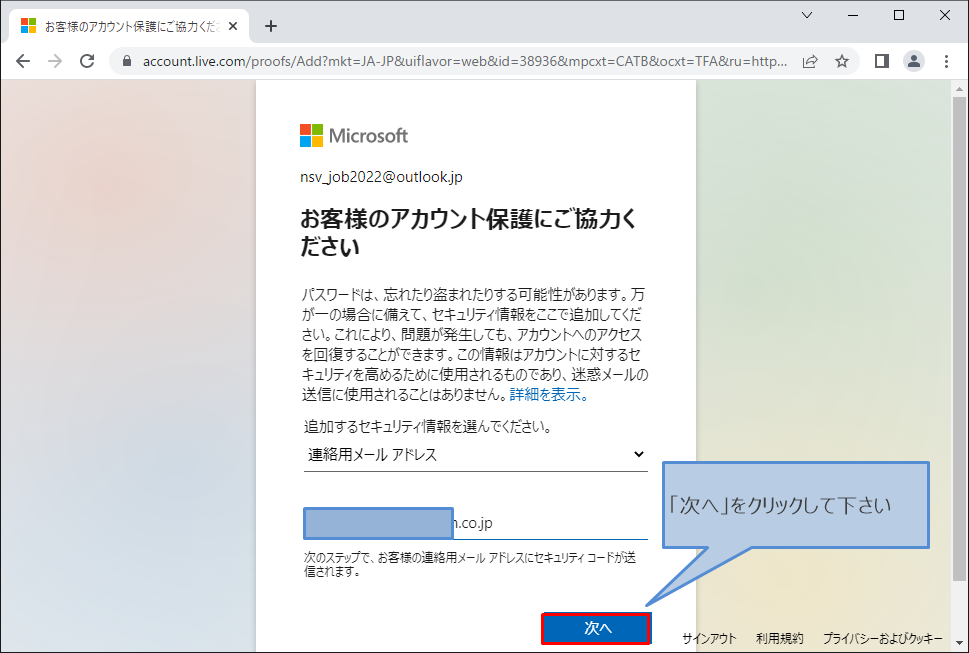 お客様のアカウント保護にご協力くださ
account.live.com/proofs/Add?mkt=JA-JP&uiflavor=web&id=38936&mpcxt=CATB&ocxt=TFA&ru=http...
Microsoft
nsv_job2022@outlook.jp
お客様のアカウント保護にご協力く
ださい
パスワードは、忘れたり盗まれたりする可能性があります。万
が一の場合に備えて、セキュリティ情報をここで追加してくだ
さい。これにより、問題が発生しても、アカウントへのアクセス
を回復することができます。この情報はアカウントに対するセ
キュリティを高めるために使用されるものであり、迷惑メールの
送信に使用されることはありません。詳細を表示。
追加するセキュリティ情報を選んでください。
連絡用メール アドレス
.co.jp
「次へ」をクリックして下さい
次のステップで、お客様の連絡用メール アドレスにセキュリティ コードが送
信されます。
次へ
サインアウト 利用規約 プライバシーおよびクッキー